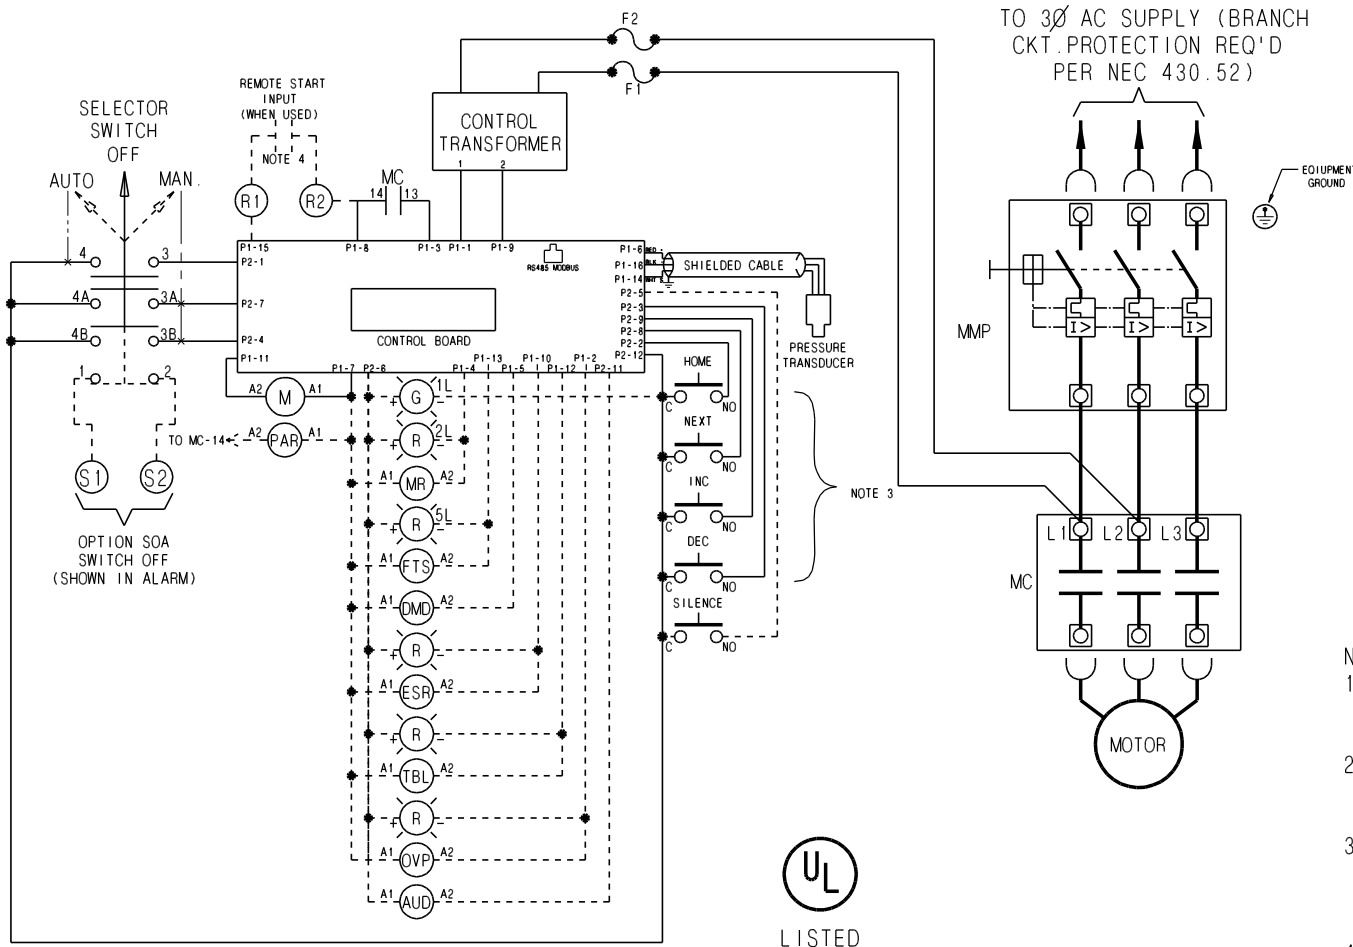 F2
F1
TO 3Ø AC SUPPLY (BRANCH
CKT.PROTECTION REQ'D
PER NEC 430.52)
REMOTE START
INPUT
(WHEN USED)
NOTE 4
SELECTOR
SWITCH
OFF
AUTO
MAN.
CONTROL
TRANSFORMER
1
2
R1
R2
MC
14
13
EQIUPMENT
GROUND
P1-15
P1-8
P1-3
P1-1
P1-9
RS485 MODBUS
P1-6
P1-16
P1-14
P2-5
P2-3
P2-9
P2-8
P2-2
P2-12
RED
BLK
WHT
SHIELDED CABLE
PRESSURE
TRANSDUCER
4
3
P2-1
4A
3A
P2-7
4B
3B
P2-4
P1-11
CONTROL BOARD
P1-7
P2-6
P1-4
P1-13
P1-5
P1-10
P1-12
P1-2
P2-11
MMP
I>
I>
I>
1
2
S1
S2
OPTION SOA
SWITCH OFF
(SHOWN IN ALARM)
A2
M
A1
TO MC-14
A2
PAR
A1
G
1L
+
-
R
2L
+
-
A1
MR
A2
R
5L
+
-
A1
FTS
A2
A1
DMD
A2
R
+
-
A1
ESR
A2
R
+
-
A1
TBL
A2
R
+
-
A1
OVP
A2
A1
AUD
A2
HOME
C
NO
NEXT
C
NO
INC
C
NO
DEC
C
NO
SILENCE
C
NO
NOTE 3
L1
L2
L3
MC
MOTOR
UL
LISTED
N
1
2
3